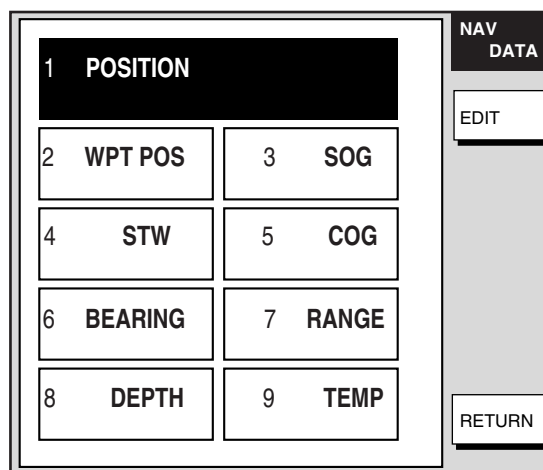 1 POSITION
2 WPT POS
3 SOG
4 STW
5 COG
6 BEARING
7 RANGE
8 DEPTH
9 TEMP
NAV
DATA
EDIT
RETURN